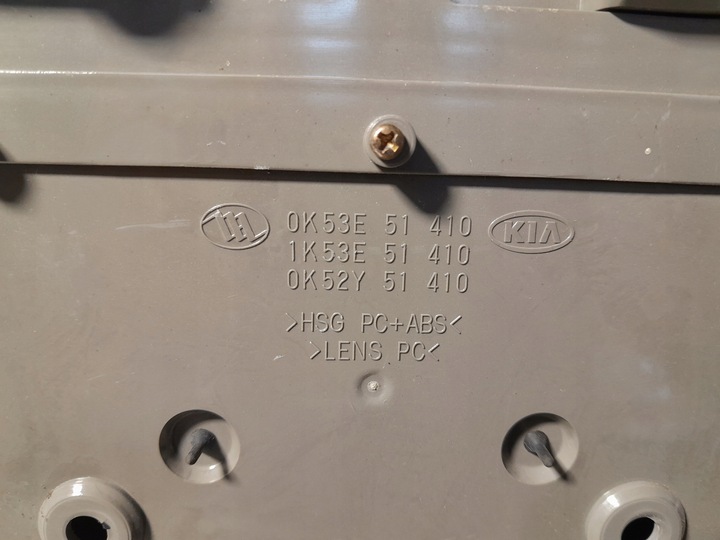 0K53E 51 410
KIA
1K53E 51 410
0K52Y 51 410
>HSG PC+ABS<
>LENS PC<